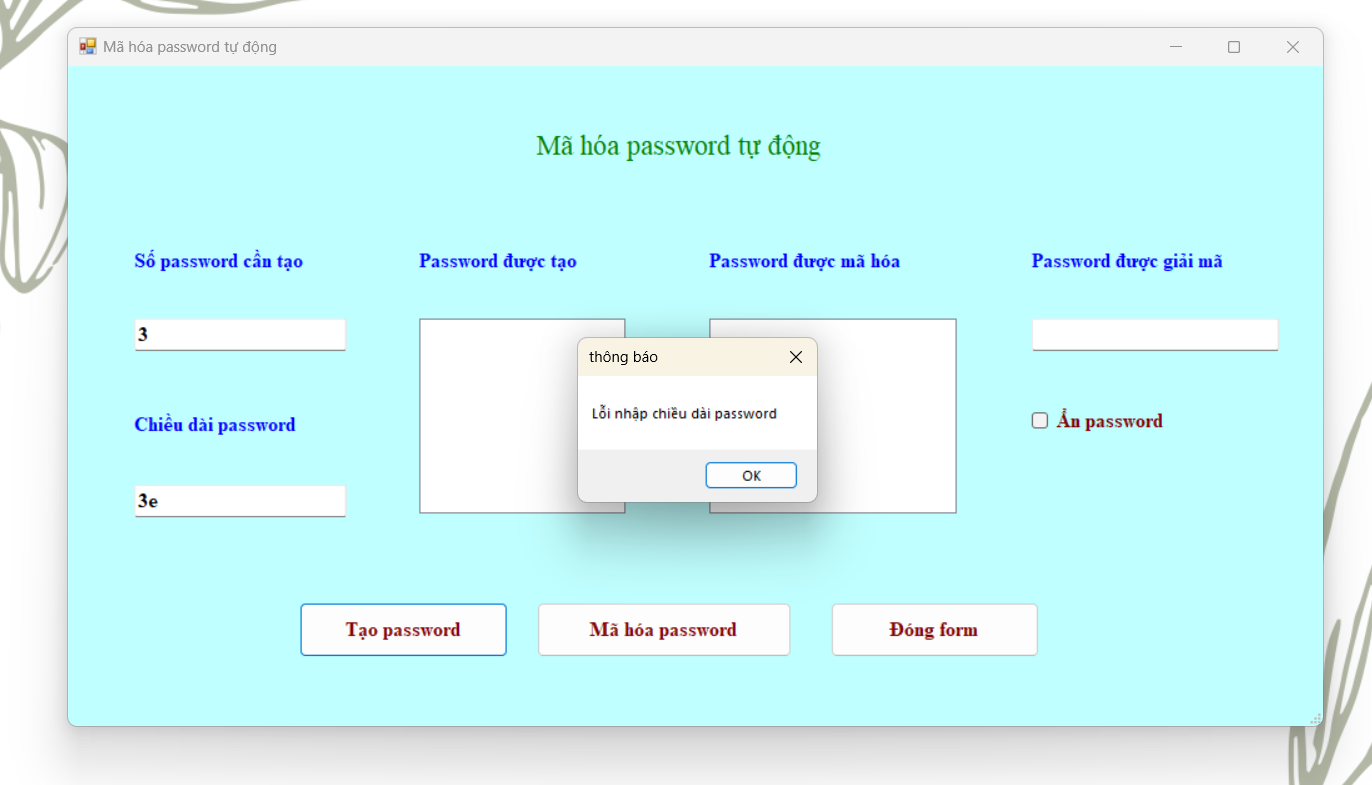 Mã hóa password tự động
Mã hóa password tự động
Số password cần tạo
Password được tạo
Password được mã hóa
Password được giải mã
3
thông báo
Lỗi nhập chiều dài password
OK
Chiều dài password
Ẩn password
3e
Tạo password
Mã hóa password
Đóng form